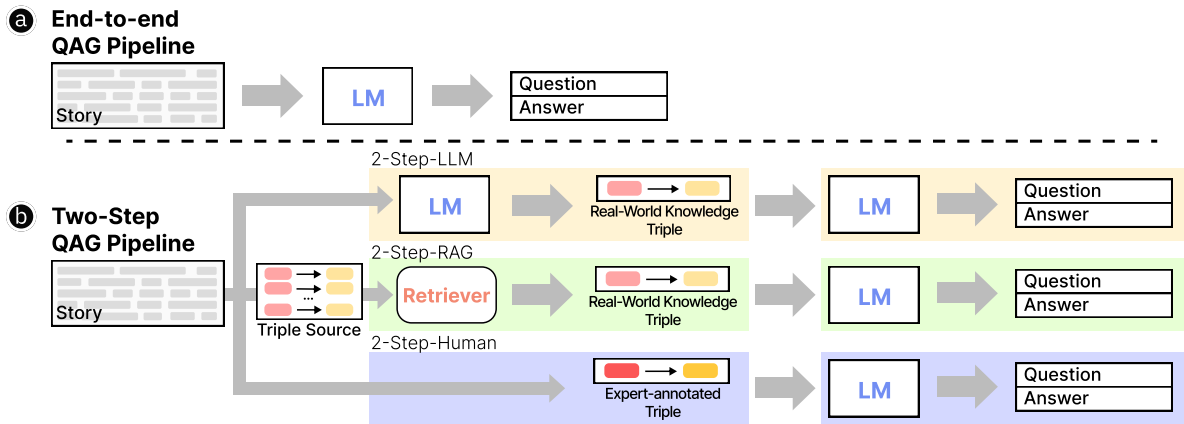 a
End-to-end
QAG Pipeline
Story
LM
Question
Answer
b
Two-Step
QAG Pipeline
Story
...
Triple Source
2-Step-LLM
LM
Real-World Knowledge
Triple
LM
Question
Answer
2-Step-RAG
Retriever
Real-World Knowledge
Triple
LM
Question
Answer
2-Step-Human
Expert-annotated
Triple
LM
Question
Answer